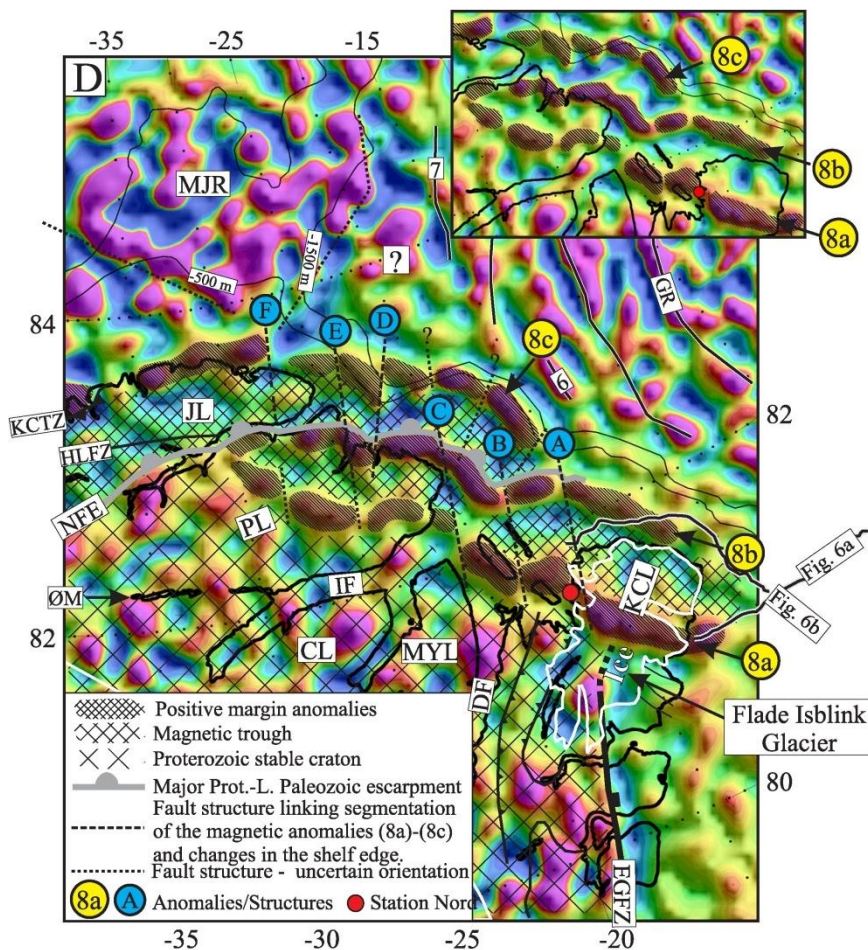 -35
-25
-15
D
8c
8b
8a
MJR
7
?
-1500 m
-500 m
GR
84
F
E
D
?
?
8c
6
82
KCTZ
JL
C
HLFZ
B
A
NFE
PL
8b
Fig. 6a
Fig. 6b
KCL
ØM
IF
82
CL
MYL
8a
DF
Icc
Flade Isblink
Glacier
80
Positive margin anomalies
Magnetic trough
Proterozoic stable craton
Major Prot.-L. Paleozoic escarpment
Fault structure linking segmentation
of the magnetic anomalies (8a)-(8c)
and changes in the shelf edge.
Fault structure - uncertain orientation
8a A Anomalies/Structures Station Nord
EGFZ
-35
-30
-25
-20